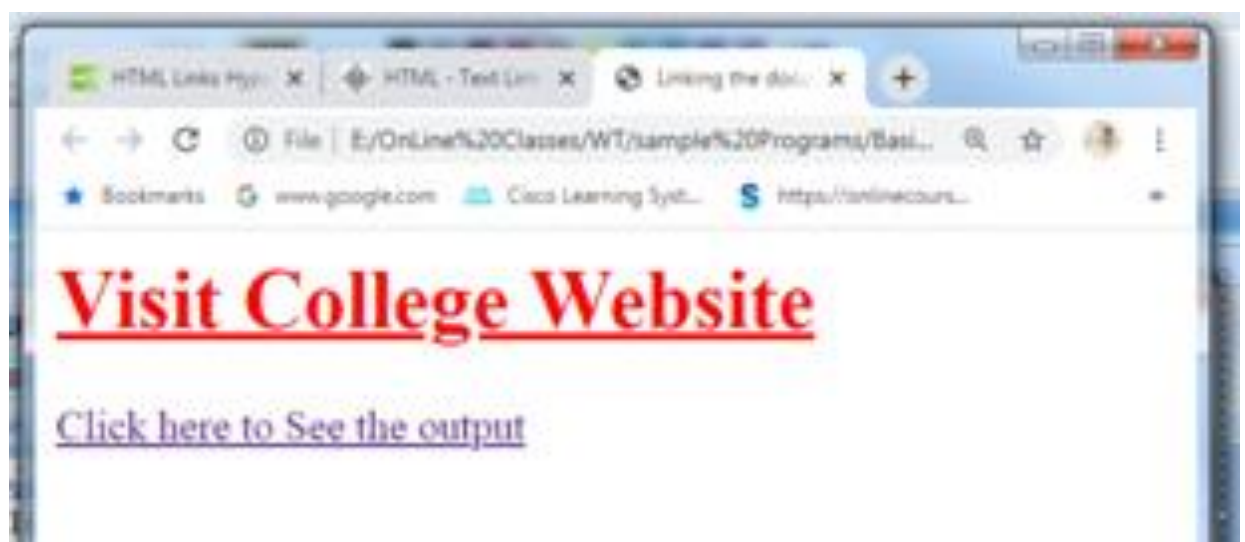 HTML Links Hyp
HTML - Text Lin
Linking the doc
File | E:/OnLine%20Classes/WT/sample%20Programs/Basi...
Bookmarks www.google.com Cisco Learning Syst... https://onlinecours...
Visit College Website
Click here to See the output